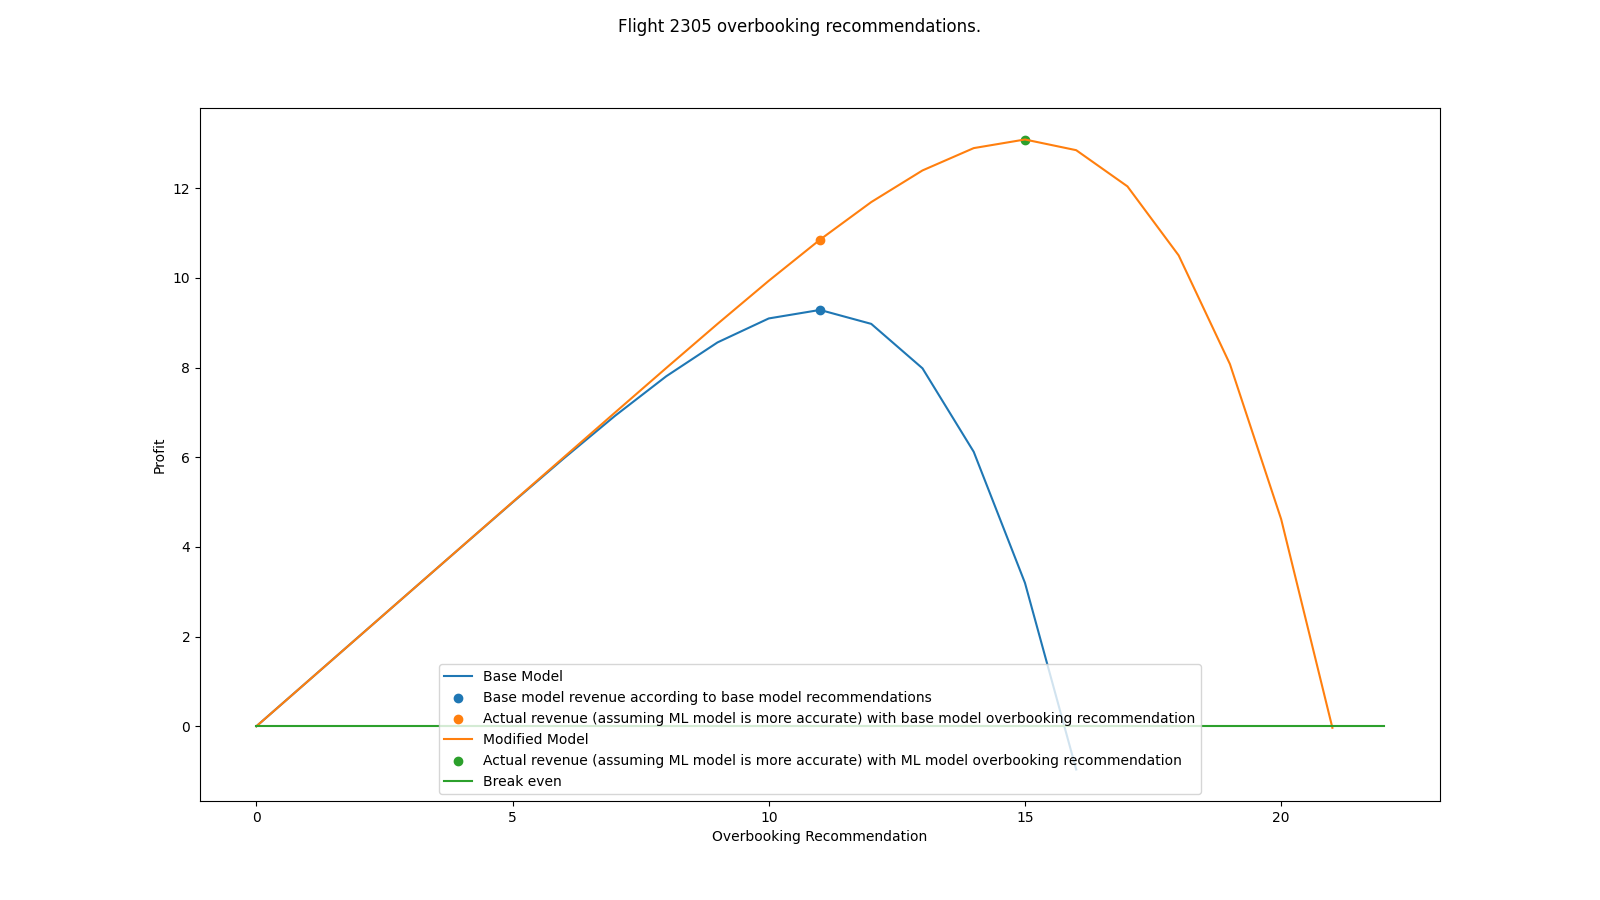 Flight 2305 overbooking recommendations.
12
10
8
6
4
2
0
Profit
Base Model
Base model revenue according to base model recommendations
Actual revenue (assuming ML model is more accurate) with base model overbooking recommendation
Modified Model
Actual revenue (assuming ML model is more accurate) with ML model overbooking recommendation
Break even
0 5 10 15 20
Overbooking Recommendation